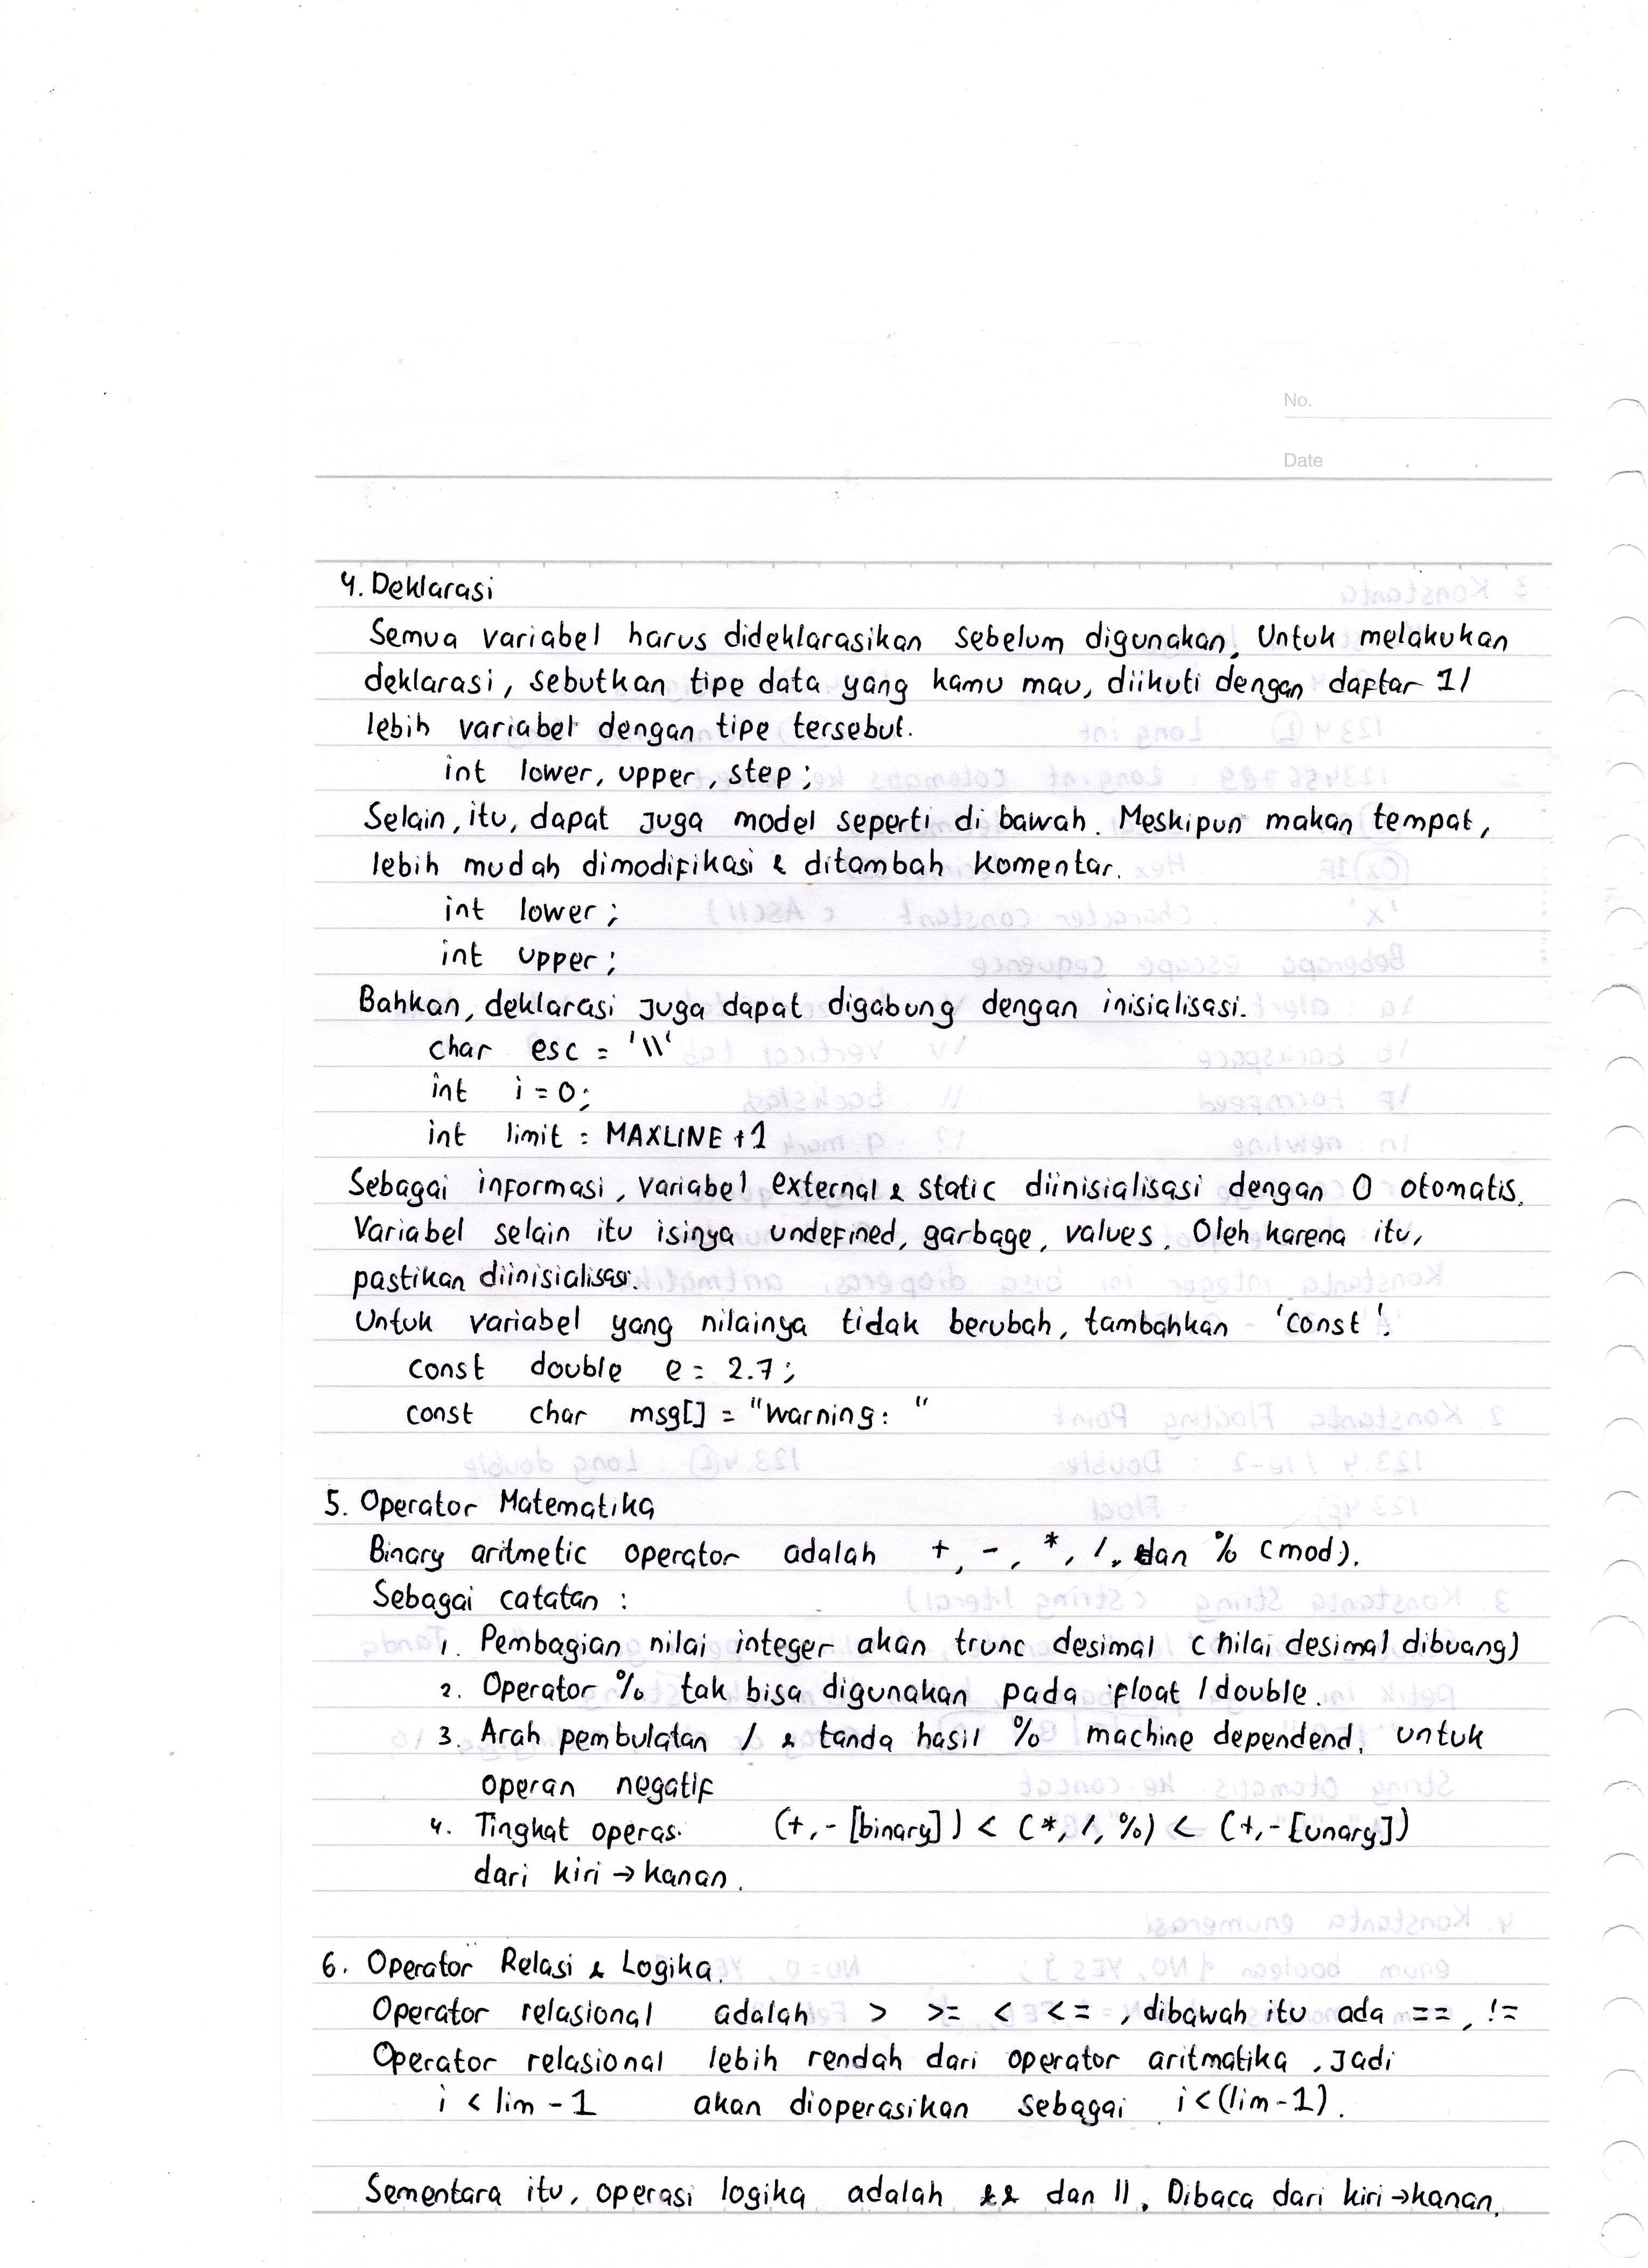 No.
Date
4. Deklarasi
Semua variabel harus dideklarasikan sebelum digunakan. Untuk melakukan
deklarasi, sebutkan tipe data yang kamu mau, diikuti dengan daftar 1/
lebih variabel dengan tipe tersebut.
int lower, upper, step;
Selain, itu, dapat juga model seperti di bawah. Meskipun makan tempat,
lebih mudah dimodifikasi & ditambah komentar.
int lower;
int upper;
Bahkan, deklarasi juga dapat digabung dengan inisialisasi.
char esc = '\\'
int i = 0;
int limit = MAXLINE +1
Sebagai informasi, variabel external & static diinisialisasi dengan 0 otomatis.
Variabel selain itu isinya undefined, garbage, values. Oleh karena itu,
pastikan diinisialisasi.
Untuk variabel yang nilainya tidak berubah, tambahkan 'const'.
const double e = 2.7;
const char msg[] = "Warning: "
5. Operator Matematika
Binary aritmetic operator adalah +, -, *, /, dan % (mod).
Sebagai catatan :
1. Pembagian nilai integer akan trunc desimal (nilai desimal dibuang)
2. Operator % tak bisa digunakan pada float / double.
3. Arah pembulatan / & tanda hasil % machine dependend. untuk
operan negatif
4. Tingkat operasi (+, - [binary]) < (*, /, %) < (+, - [unary])
dari kiri → kanan.
6. Operator Relasi & Logika.
Operator relasional adalah > >= < <= , dibawah itu ada ==, !=
Operator relasional lebih rendah dari operator aritmatika, Jadi
i < lim - 1 akan dioperasikan sebagai i < (lim - 1).
Sementara itu, operasi logika adalah && dan ||. Dibaca dari kiri → kanan.